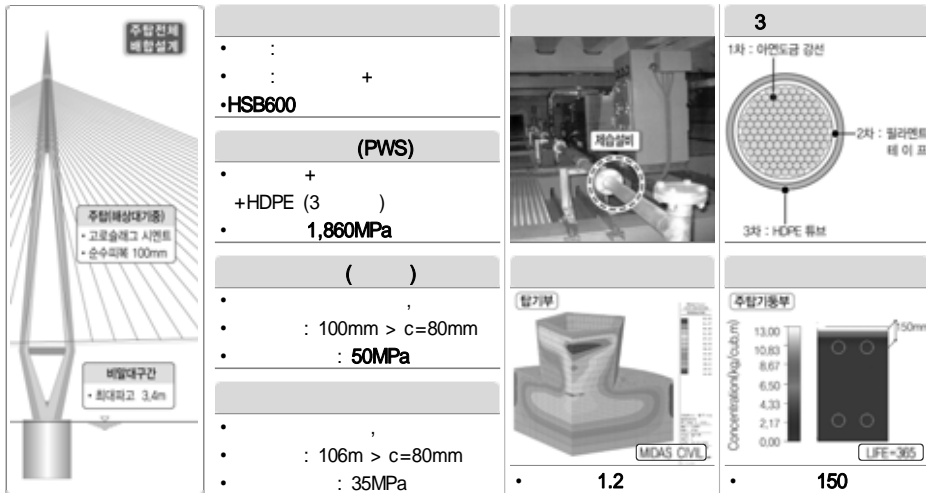 주탑전체
배합설계
주탑(해상대기중)
• 고로슬래그 시멘트
• 순수피복 100mm
비말대구간
• 최대파고 3.4m
• :
• : +
•HSB600
(PWS)
• +
+HDPE (3 )
• 1,860MPa
( )
• ,
• : 100mm > c=80mm
• : 50MPa
• ,
• : 106m > c=80mm
• : 35MPa
제습설비
탑기부
MIDAS CIVIL
• 1.2
3
1차 : 아연도금 강선
2차 : 필라멘트
테 이 프
3차 : HDPE 튜브
주탑기둥부
150mm
Concentration(kg/cub.m)
13.00
10.83
8.67
6.50
4.33
2.17
0.00
LIFE-365
• 150